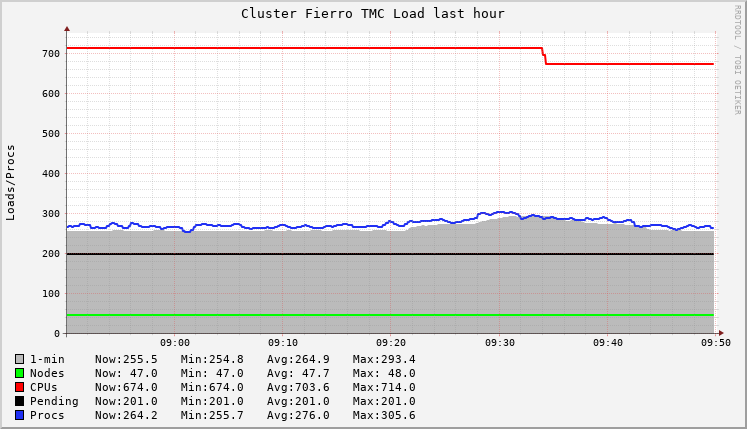 Cluster Fierro TMC Load last hour
RRDTOOL / TOBI OETIKER
Loads/Procs
700
600
500
400
300
200
100
0
09:00 09:10 09:20 09:30 09:40 09:50
1-min Now:255.5 Min:254.8 Avg:264.9 Max:293.4
Nodes Now: 47.0 Min: 47.0 Avg: 47.7 Max: 48.0
CPUs Now:674.0 Min:674.0 Avg:703.6 Max:714.0
Pending Now:201.0 Min:201.0 Avg:201.0 Max:201.0
Procs Now:264.2 Min:255.7 Avg:276.0 Max:305.6